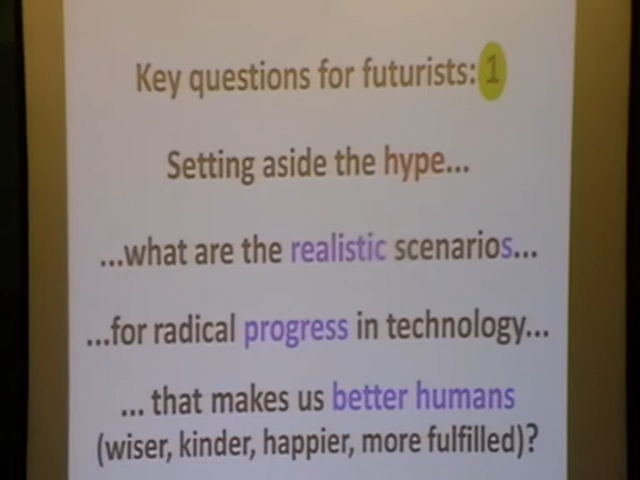 Key questions for futurists: 1
Setting aside the hype...
...what are the realistic scenarios...
...for radical progress in technology...
... that makes us better humans
(wiser, kinder, happier, more fulfilled)?